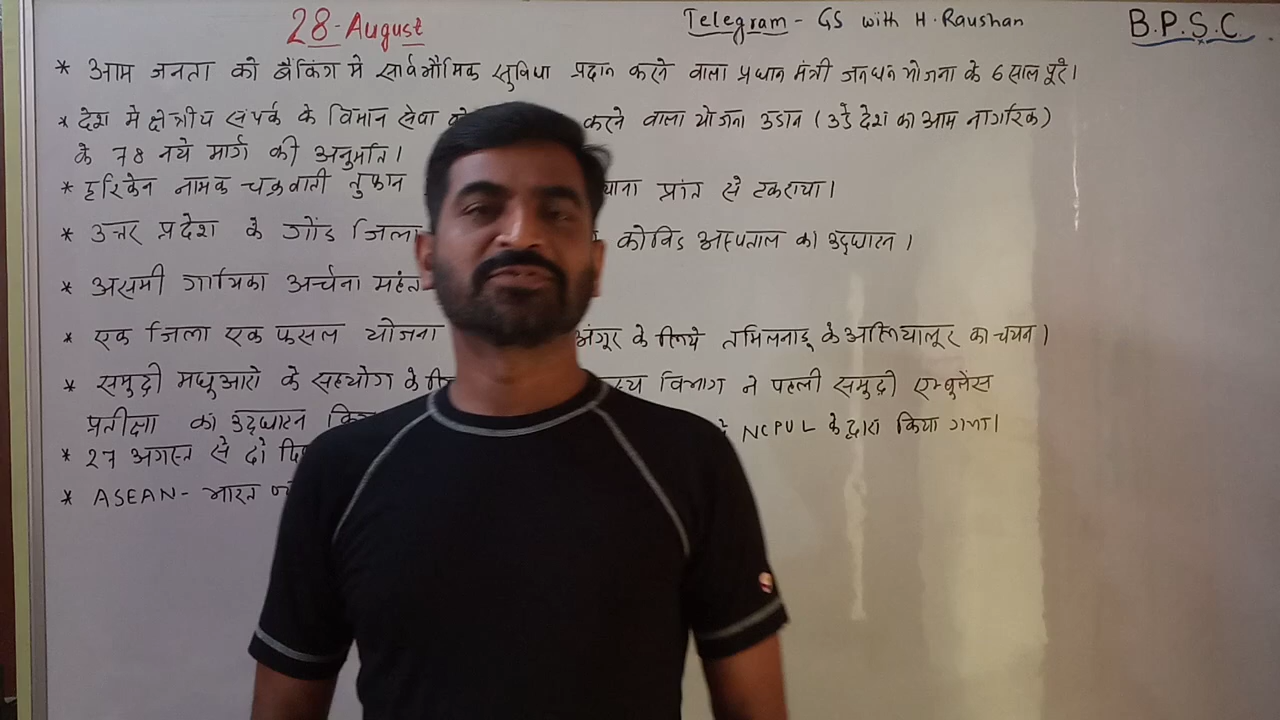 28-August
Telegram - GS with H. Raushan
B.P.S.C.
* आम जनता को बैंकिंग मे सार्वभौमिक सुविधा प्रदान करने वाला प्रधान मंत्री जनधन योजना के 6 साल पूरे।
* देश मे क्षेत्रीय संपर्क के विमान सेवा करने वाला योजना उडान (उडे देश का आम नागरिक)
के 78 नये मार्ग की अनुमति।
* हरिकेन नामक चक्रवाती तुफान प्रांत से टकराया।
* उत्तर प्रदेश के गोंड जिला कोविड अस्पताल का उद्घाटन।
* असमी गायिका अर्चना महंत
* एक जिला एक फसल योजना अंगूर के लिये तमिलनाडू के अलियालूर का चयन।
* समुद्री मछुआरो के सहयोग के विभाग ने पहली समुद्री एम्बुलेंस
प्रतीक्षा का उद्घाटन
* 27 अगस्त से दो NCPUL के द्वारा किया गया।
* ASEAN- भारत